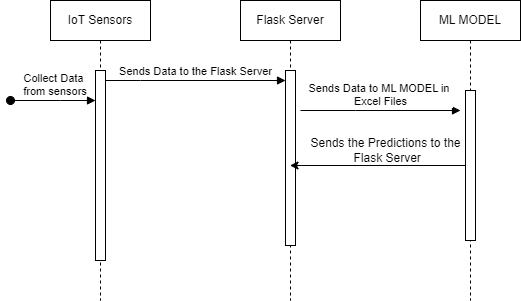 IoT Sensors
Flask Server
ML MODEL
Collect Data
from sensors
Sends Data to the Flask Server
Sends Data to ML MODEL in
Excel Files
Sends the Predictions to the
Flask Server